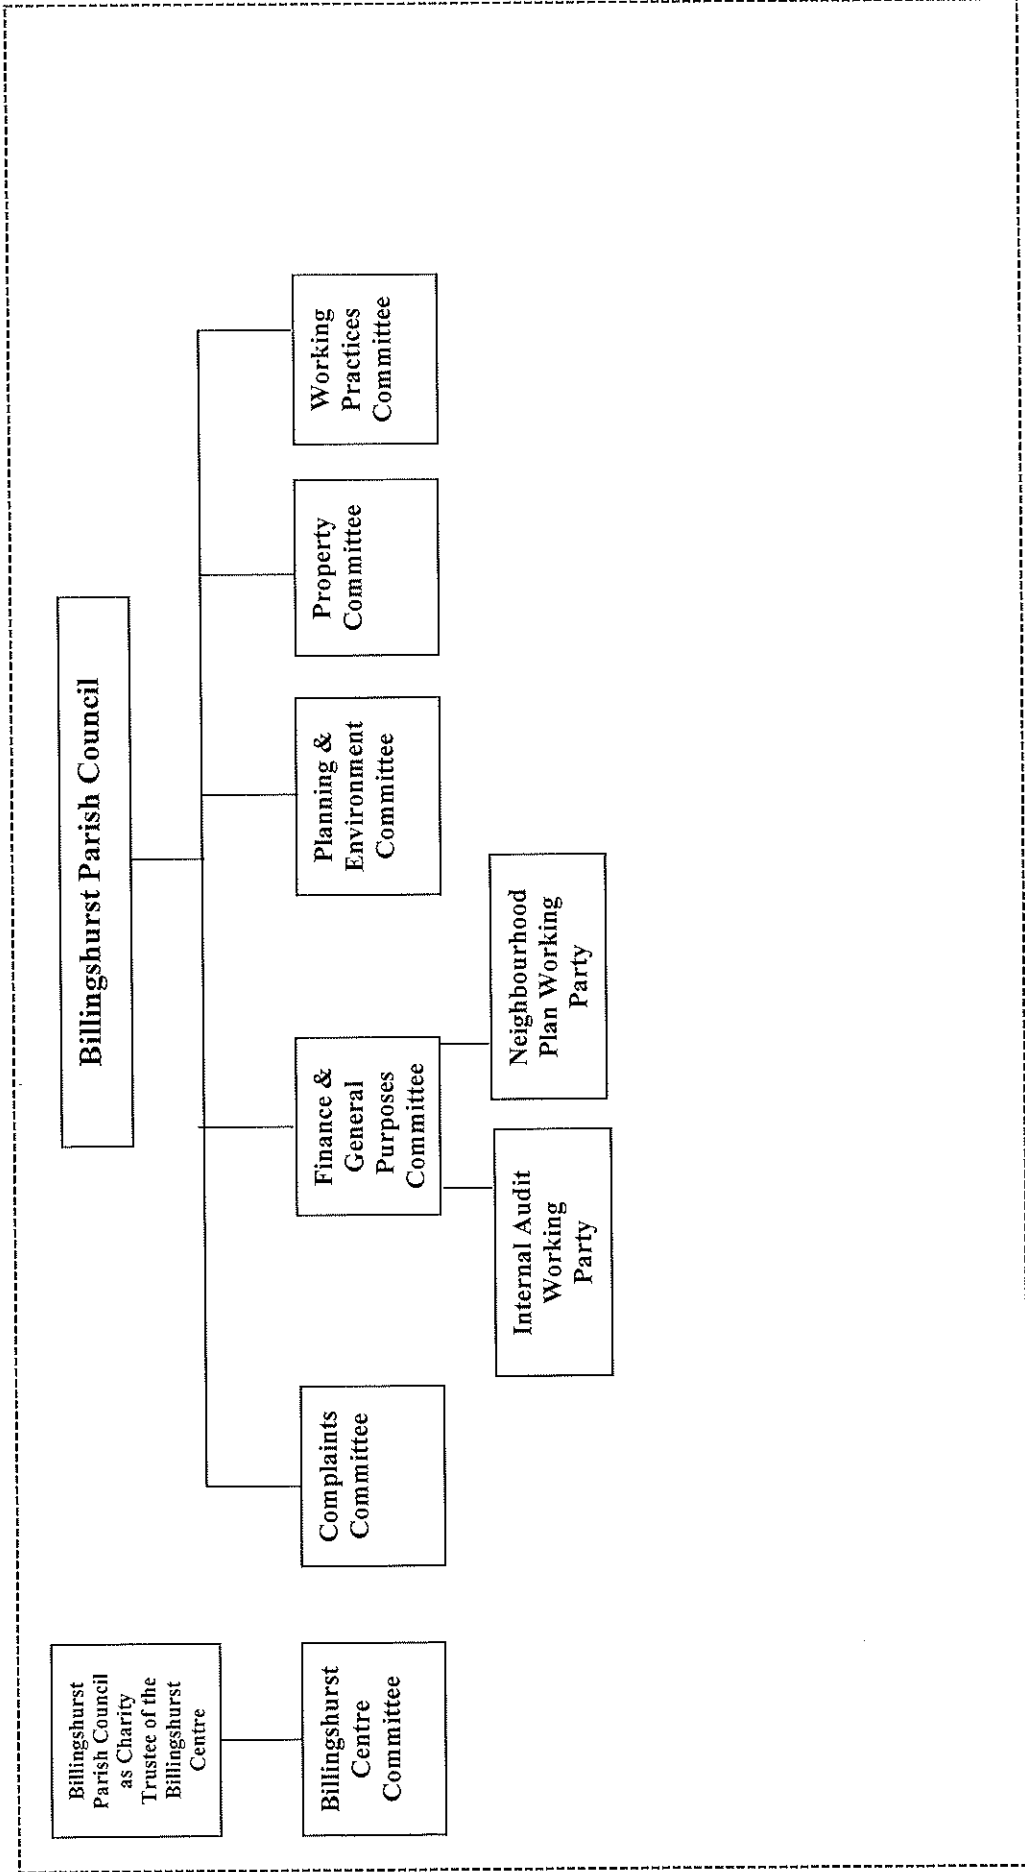 Billingshurst
Parish Council
as Charity
Trustee of the
Billingshurst
Centre
Billingshurst Parish Council
Billingshurst
Centre
Committee
Complaints
Committee
Finance &
General
Purposes
Committee
Planning &
Environment
Committee
Property
Committee
Working
Practices
Committee
Internal Audit
Working
Party
Neighbourhood
Plan Working
Party